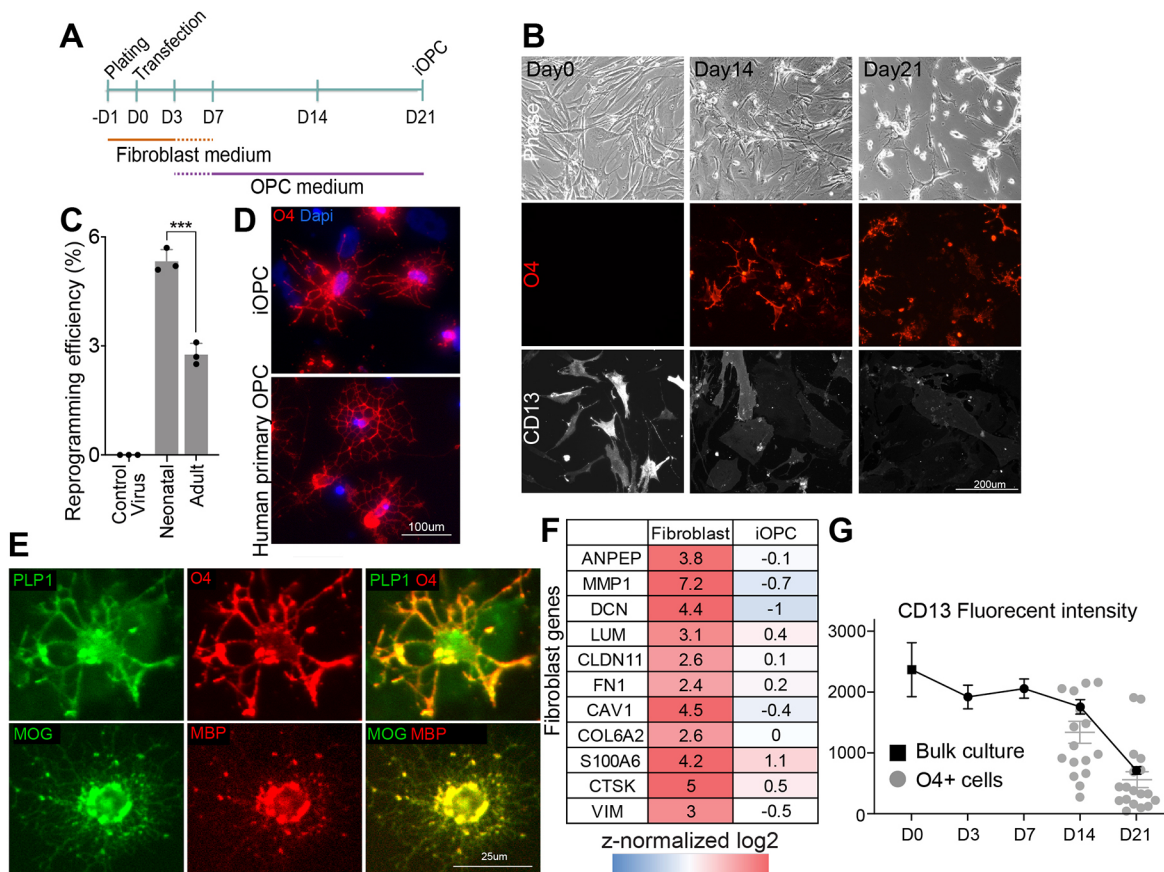 A
Plating
Transfection
iOPC
-D1 D0 D3 D7 D14 D21
Fibroblast medium
OPC medium
B
Day0 Day14 Day21
Phase
O4
CD13
200um
C
Reprogramming efficiency (%)
***
6
3
0
Control
Virus
Neonatal
Adult
D
O4 Dapi
iOPC
Human primary OPC
100um
E
PLP1 O4 PLP1 O4
MOG MBP MOG MBP
25um
F
Fibroblast iOPC
Fibroblast genes
ANPEP 3.8 -0.1
MMP1 7.2 -0.7
DCN 4.4 -1
LUM 3.1 0.4
CLDN11 2.6 0.1
FN1 2.4 0.2
CAV1 4.5 -0.4
COL6A2 2.6 0
S100A6 4.2 1.1
CTSK 5 0.5
VIM 3 -0.5
z-normalized log2
G
CD13 Fluorecent intensity
3000
2000
1000
0
Bulk culture
O4+ cells
D0 D3 D7 D14 D21